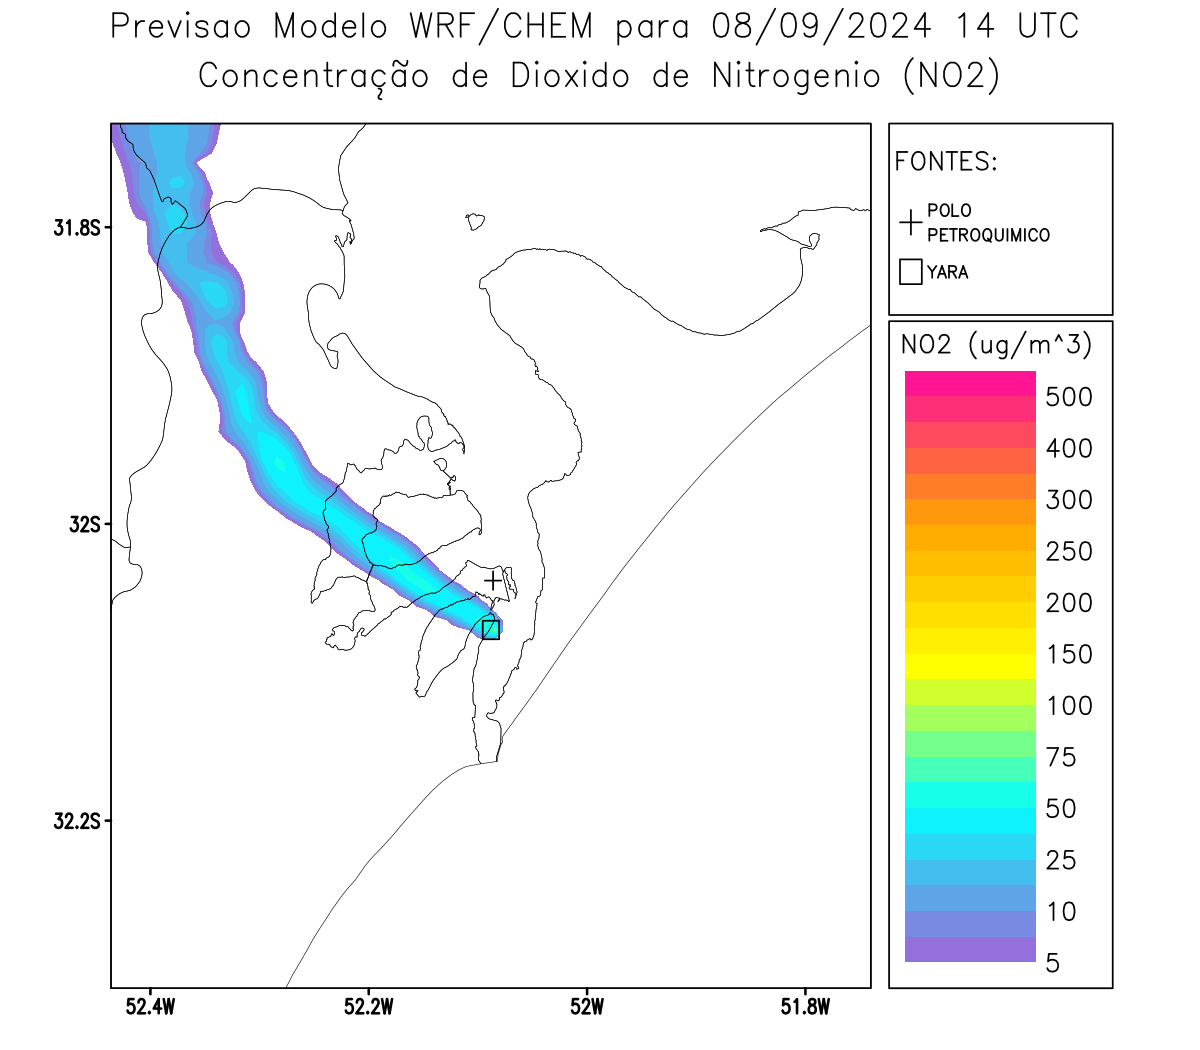 Previsao Modelo WRF/CHEM para 08/09/2024 14 UTC
Concentração de Dioxido de Nitrogenio (NO2)
FONTES:
POLO
PETROQUIMICO
YARA
31.8S
32S
32.2S
52.4W
52.2W
52W
51.8W
NO2 (ug/m^3)
500
400
300
250
200
150
100
75
50
25
10
5